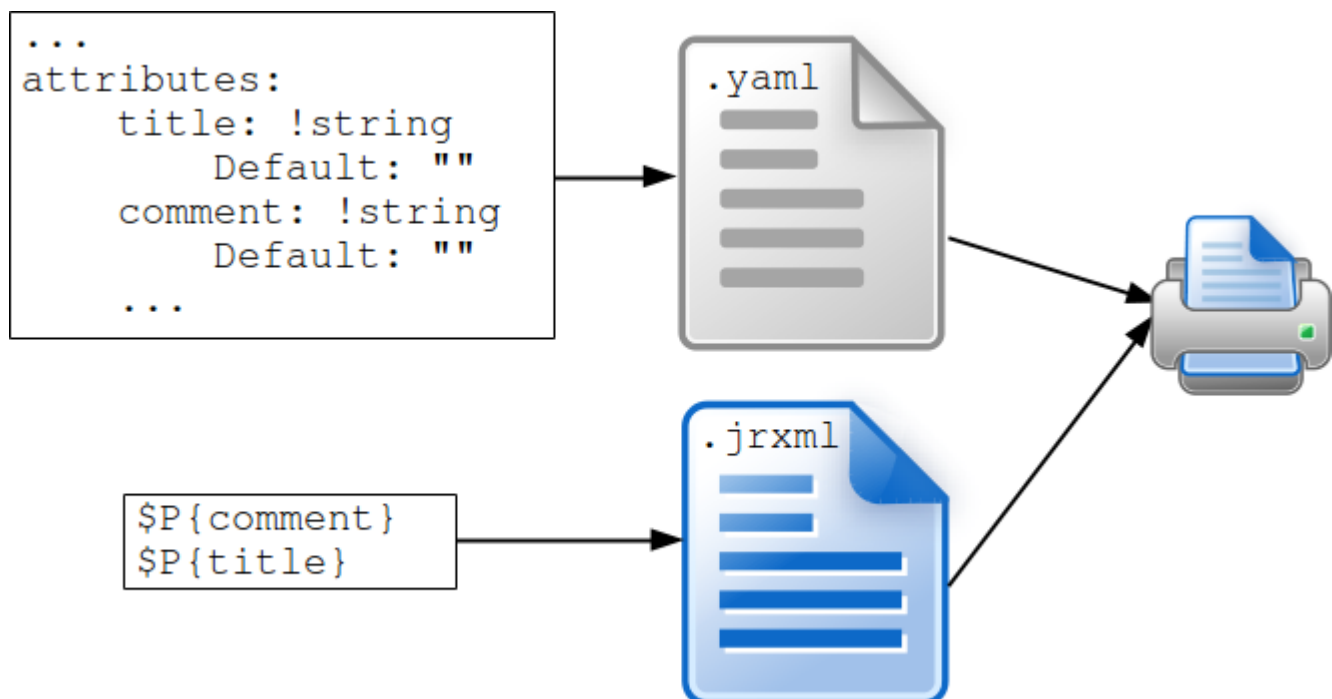 ...
attributes:
    title: !string
        Default: ""
    comment: !string
        Default: ""
    ...
.yaml
.jrxml
$P{comment}
$P{title}